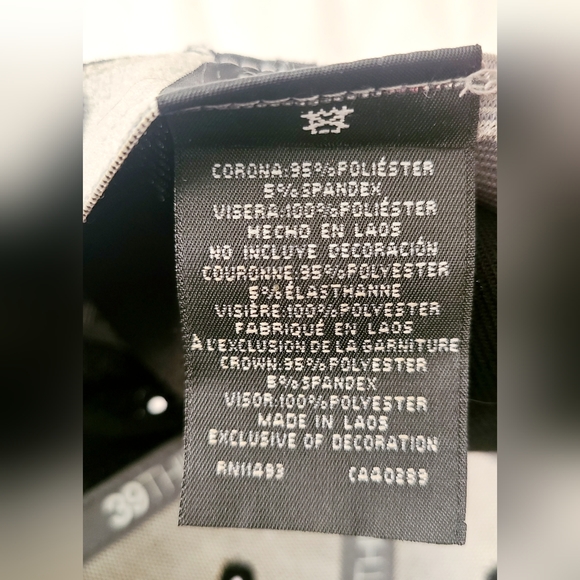 CORONA:95%POLIÉSTER
5%SPANDEX
VISERA:100%POLIÉSTER
HECHO EN LAOS
NO INCLUYE DECORACIÓN
COURONNE:95%POLYESTER
5%ÉLASTHANNE
VISIÈRE:100%POLYESTER
FABRIQUÉ EN LAOS
À L'EXCLUSION DE LA GARNITURE
CROWN:95%POLYESTER
5%SPANDEX
VISOR:100%POLYESTER
MADE IN LAOS
EXCLUSIVE OF DECORATION
RN11493 CA40299
39TH